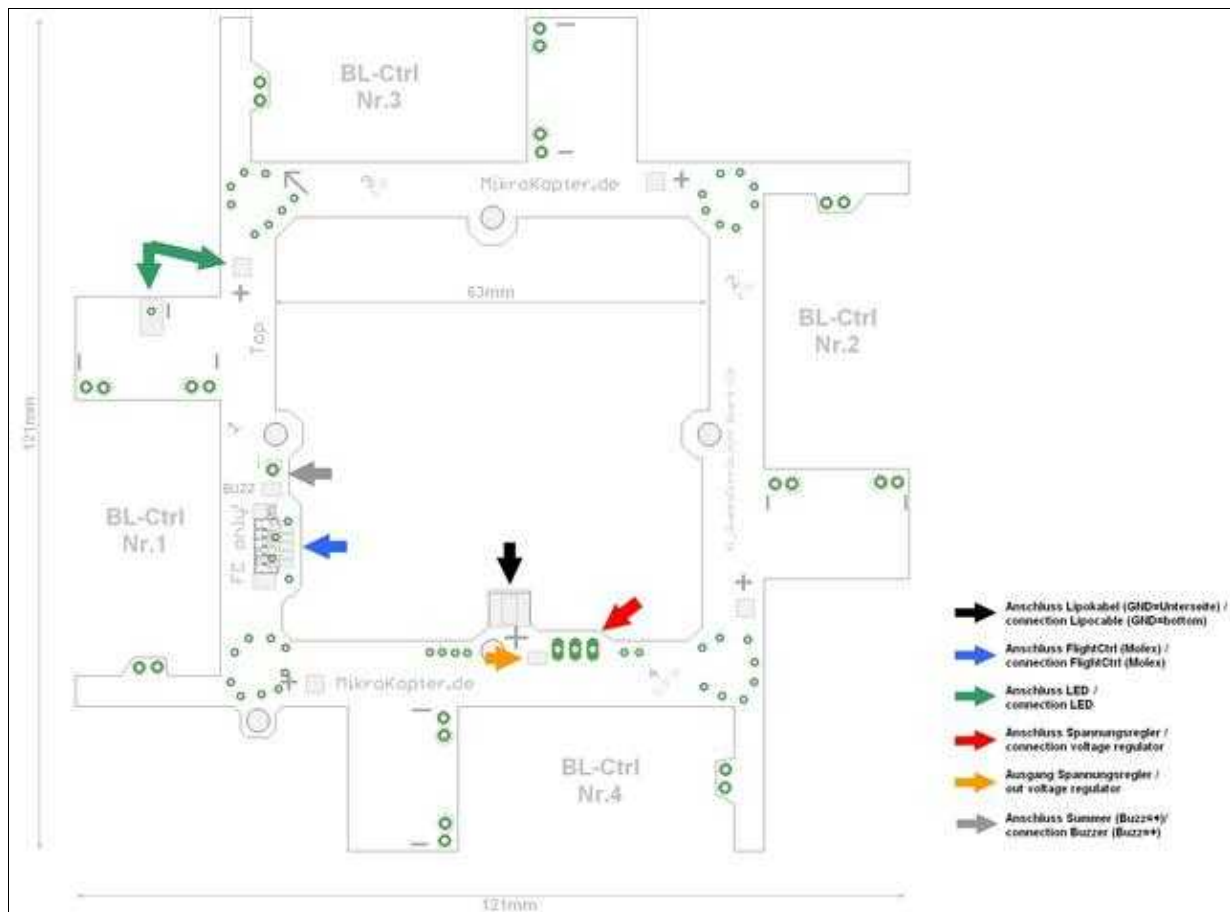 BL-Ctrl
Nr.3
MikroKopter.de
63mm
BL-Ctrl
Nr.2
Top
121mm
BUZZ
BL-Ctrl
Nr.1
FC only
MikroKopter.de
BL-Ctrl
Nr.4
121mm
Anschluss Lipokabel (GND=Unterseite) /
connection Lipocable (GND=bottom)
Anschluss FlightCtrl (Molex) /
connection FlightCtrl (Molex)
Anschluss LED /
connection LED
Anschluss Spannungsregler /
connection voltage regulator
Ausgang Spannungsregler /
out voltage regulator
Anschluss Summer (Buzz=+)/
connection Buzzer (Buzz=+)